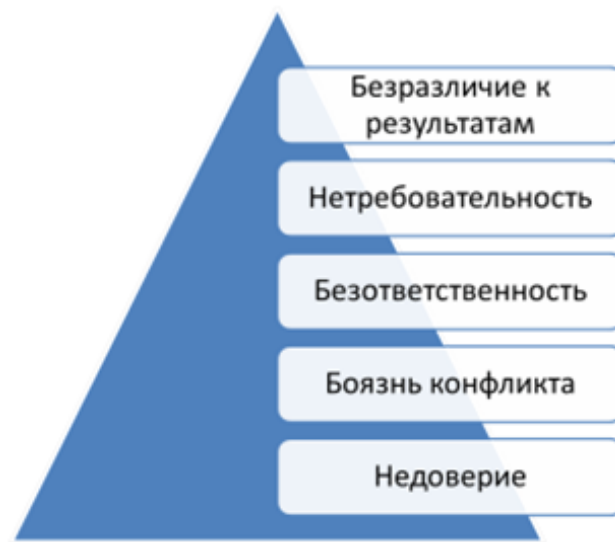 Безразличие к
результатам
Нетребовательность
Безответственность
Боязнь конфликта
Недоверие